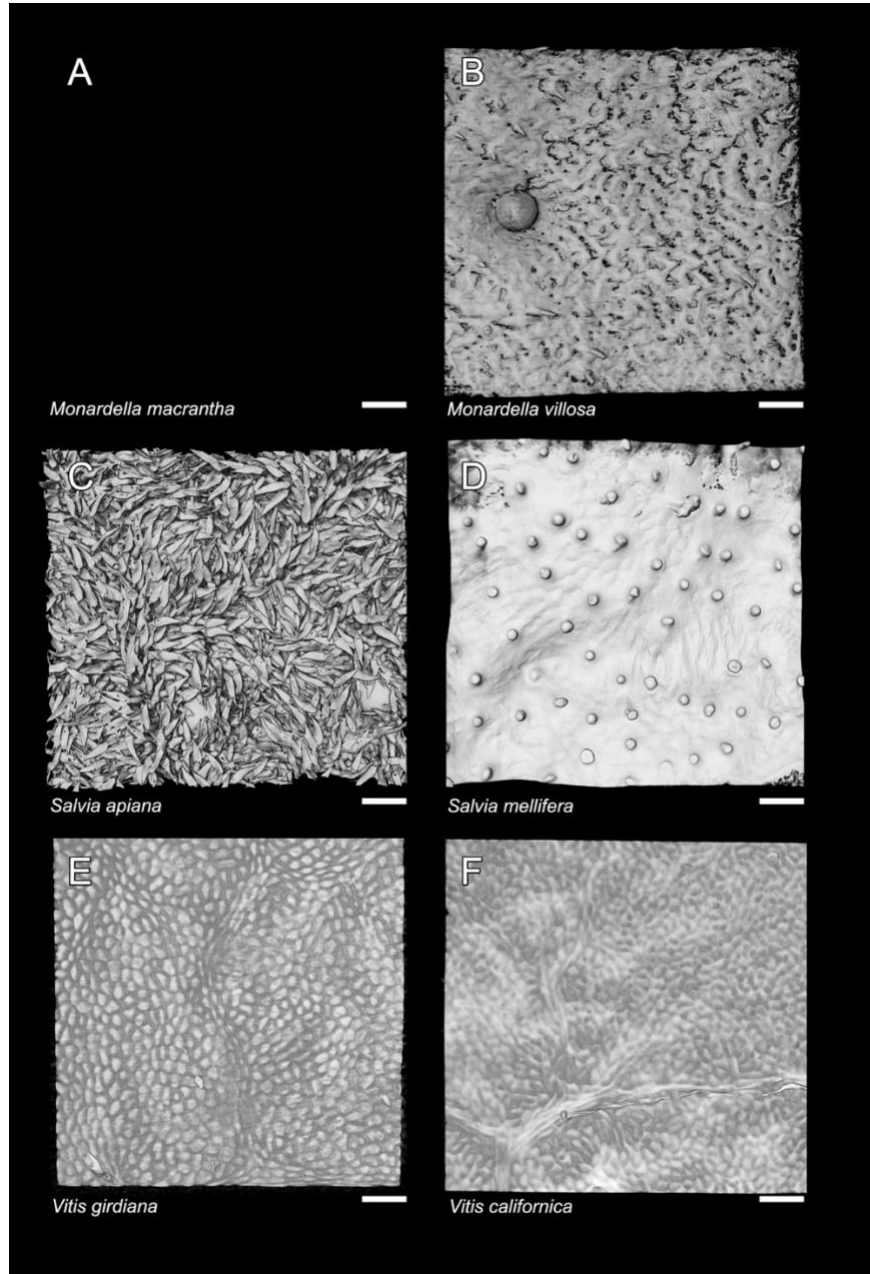 A
B
Monardella macrantha
Monardella villosa
C
D
Salvia apiana
Salvia mellifera
E
F
Vitis girdiana
Vitis californica